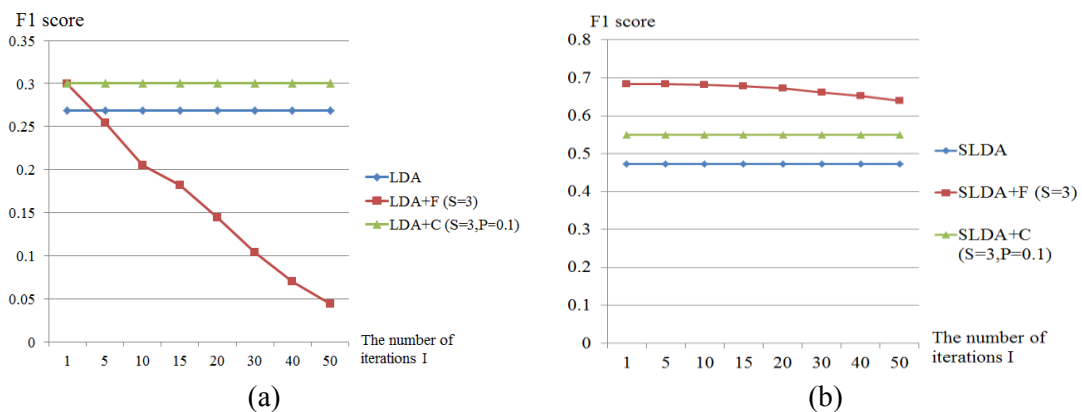 F1 score
0.35
0.3
0.25
0.2
0.15
0.1
0.05
0
1 5 10 15 20 30 40 50
The number of
iterations I
LDA
LDA+F (S=3)
LDA+C (S=3,P=0.1)
(a)
F1 score
0.8
0.7
0.6
0.5
0.4
0.3
0.2
0.1
0
1 5 10 15 20 30 40 50
The number of
iterations I
SLDA
SLDA+F (S=3)
SLDA+C
(S=3,P=0.1)
(b)